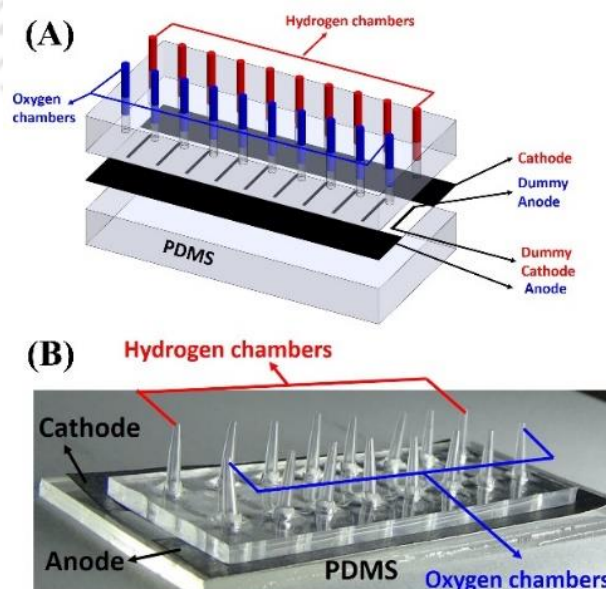 (A)
Hydrogen chambers
Oxygen
chambers
Cathode
Dummy
Anode
Dummy
Cathode
Anode
PDMS
(B)
Hydrogen chambers
Cathode
Anode
PDMS
Oxygen chambers